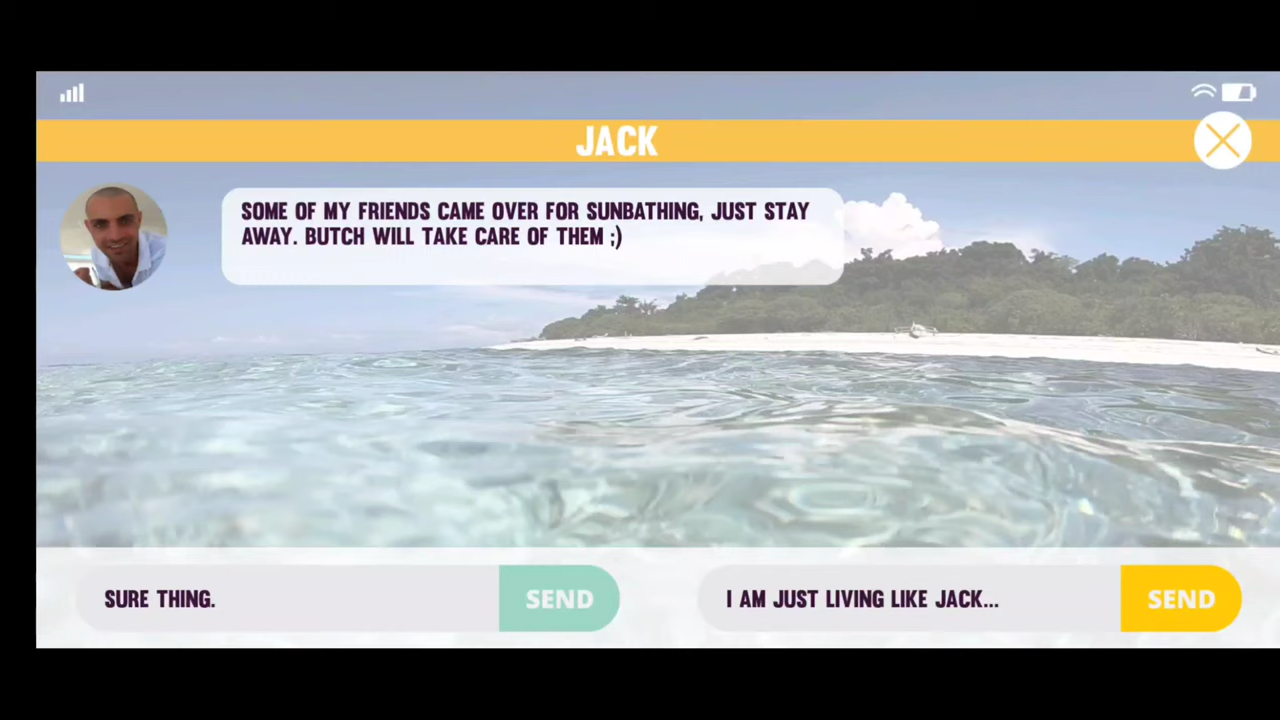 JACK
SOME OF MY FRIENDS CAME OVER FOR SUNBATHING, JUST STAY
AWAY. BUTCH WILL TAKE CARE OF THEM ;)
SURE THING.
SEND
I AM JUST LIVING LIKE JACK...
SEND